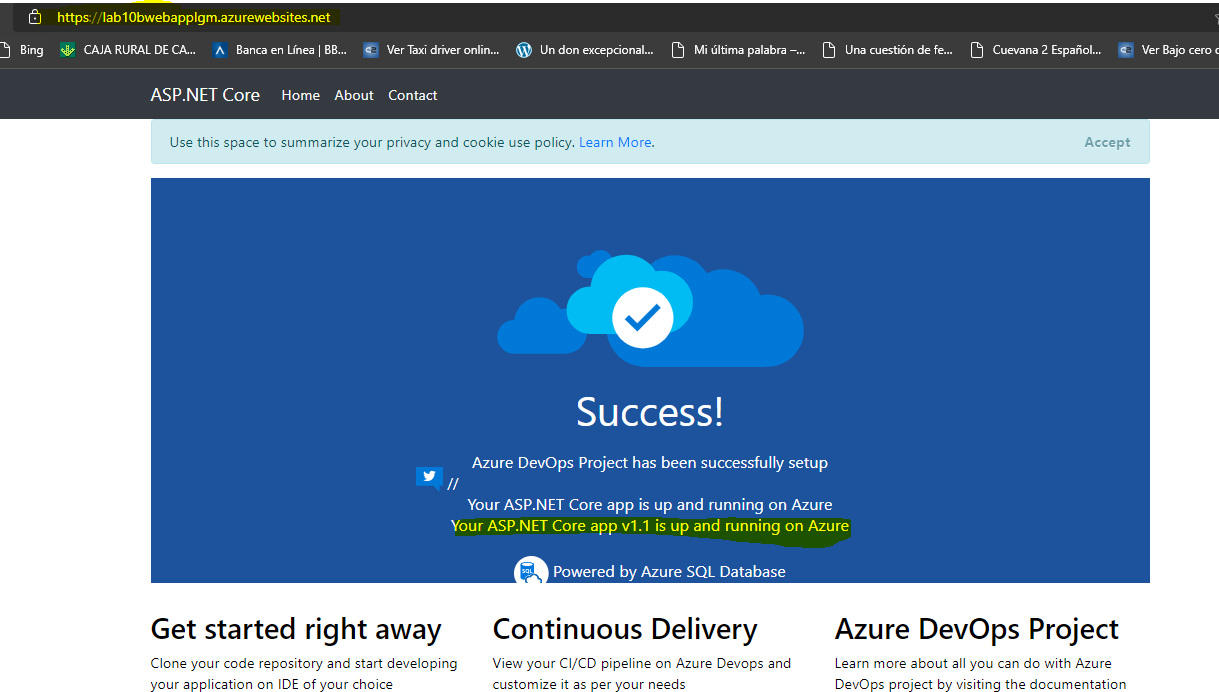 https://lab10bwebapplgm.azurewebsites.net
Bing CAJA RURAL DE CA... Banca en Línea | BB... Ver Taxi driver onlin... Un don excepcional... Mi última palabra –... Una cuestión de fe... Cuevana 2 Español... Ver Bajo cero o
ASP.NET Core Home About Contact
Use this space to summarize your privacy and cookie use policy. Learn More. Accept
Success!
Azure DevOps Project has been successfully setup
//
Your ASP.NET Core app is up and running on Azure
Your ASP.NET Core app v1.1 is up and running on Azure
SQL Powered by Azure SQL Database
Get started right away
Clone your code repository and start developing
your application on IDE of your choice
Continuous Delivery
View your CI/CD pipeline on Azure Devops and
customize it as per your needs
Azure DevOps Project
Learn more about all you can do with Azure
DevOps project by visiting the documentation